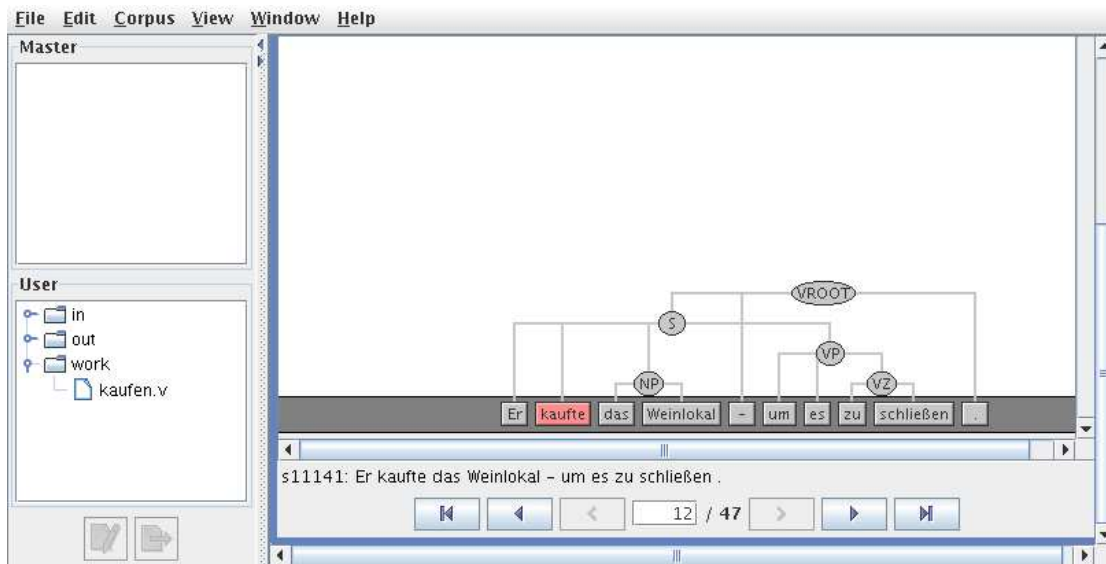 File Edit Corpus View Window Help
Master
User
in
out
work
kaufen.v
VROOT
S
VP
NP VZ
Er kaufte das Weinlokal - um es zu schließen .
s11141: Er kaufte das Weinlokal – um es zu schließen .
12 / 47